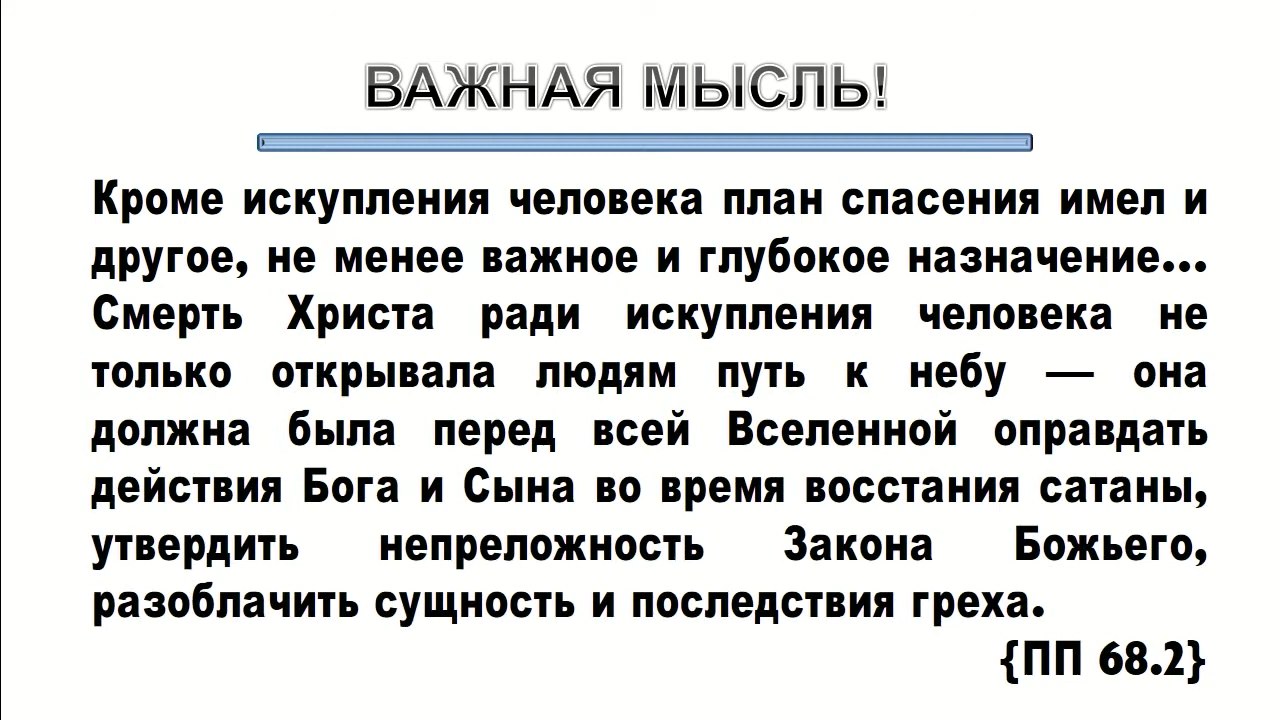 ВАЖНАЯ МЫСЛЬ!
Кроме искупления человека план спасения имел и
другое, не менее важное и глубокое назначение...
Смерть Христа ради искупления человека не
только открывала людям путь к небу — она
должна была перед всей Вселенной оправдать
действия Бога и Сына во время восстания сатаны,
утвердить непреложность Закона Божьего,
разоблачить сущность и последствия греха.
{ПП 68.2}